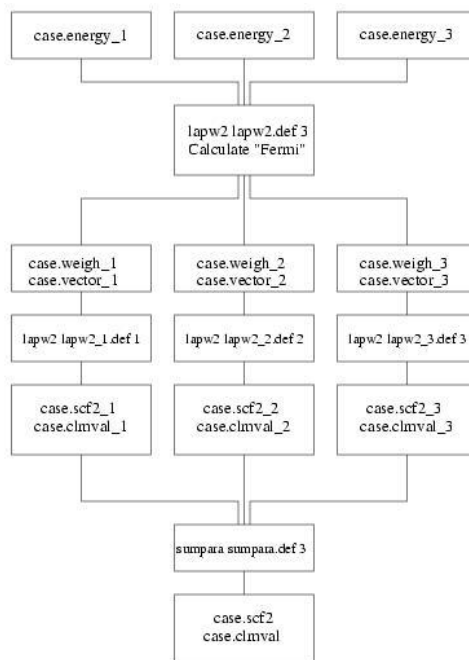 case.energy_1
case.energy_2
case.energy_3
lapw2 lapw2.def 3
Calculate "Fermi"
case.weigh_1
case.vector_1
case.weigh_2
case.vector_2
case.weigh_3
case.vector_3
lapw2 lapw2_1.def 1
lapw2 lapw2_2.def 2
lapw2 lapw2_3.def 3
case.scf2_1
case.clmval_1
case.scf2_2
case.clmval_2
case.scf2_3
case.clmval_3
sumpara sumpara.def 3
case.scf2
case.clmval